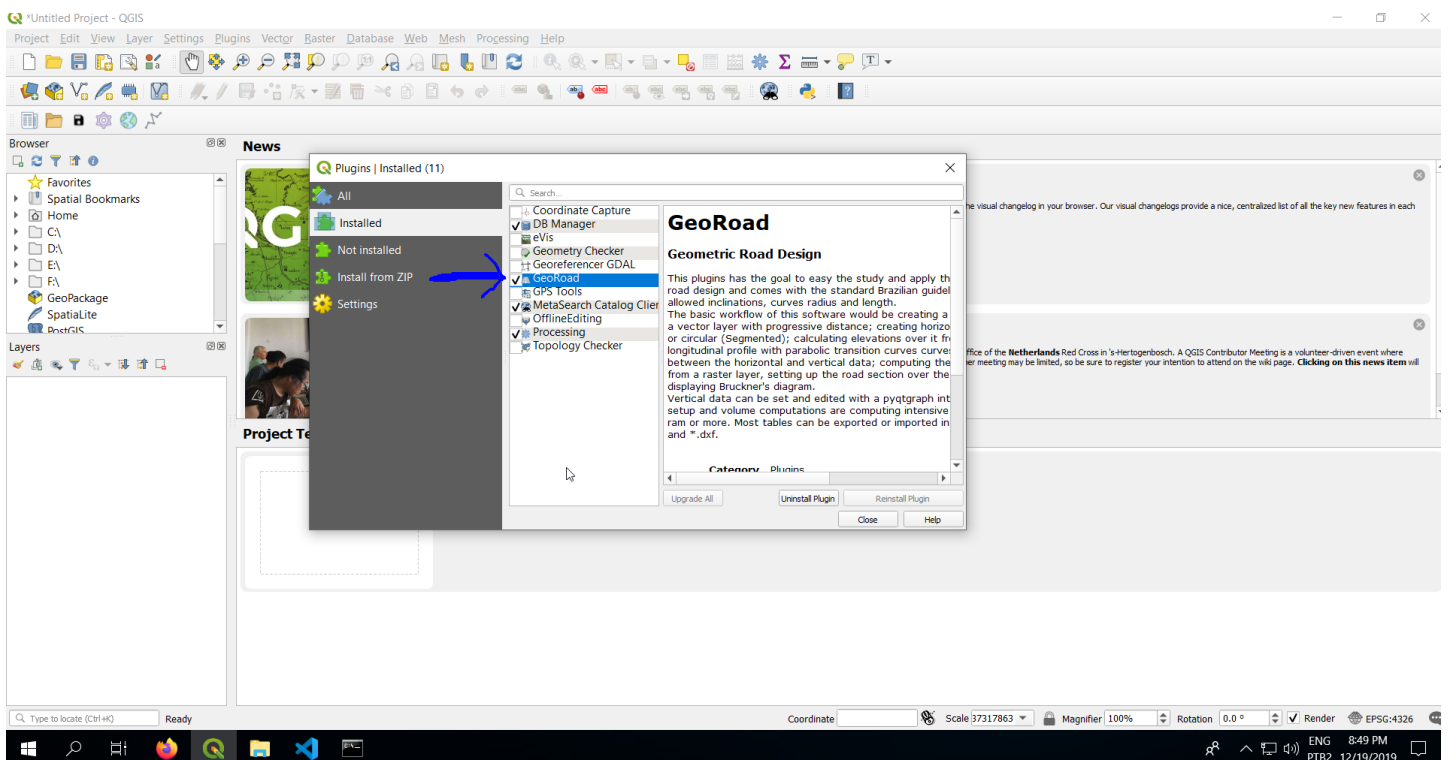 *Untitled Project - QGIS
Project Edit View Layer Settings Plugins Vector Raster Database Web Mesh Processing Help
Browser
Favorites
Spatial Bookmarks
Home
C:\
D:\
E:\
F:\
GeoPackage
SpatiaLite
PostGIS
Layers
News
he visual changelog in your browser. Our visual changelogs provide a nice, centralized list of all the key new features in each
ffice of the Netherlands Red Cross in 's-Hertogenbosch. A QGIS Contributor Meeting is a volunteer-driven event where
er meeting may be limited, so be sure to register your intention to attend on the wiki page. Clicking on this news item will
Project Te
Plugins | Installed (11)
All
Installed
Not installed
Install from ZIP
Settings
Search...
Coordinate Capture
DB Manager
eVis
Geometry Checker
Georeferencer GDAL
GeoRoad
GPS Tools
MetaSearch Catalog Clier
OfflineEditing
Processing
Topology Checker
GeoRoad
Geometric Road Design
This plugins has the goal to easy the study and apply th
road design and comes with the standard Brazilian guidel
allowed inclinations, curves radius and length.
The basic workflow of this software would be creating a
a vector layer with progressive distance; creating horizo
or circular (Segmented); calculating elevations over it fr
longitudinal profile with parabolic transition curves curve
between the horizontal and vertical data; computing the
from a raster layer, setting up the road section over the
displaying Bruckner's diagram.
Vertical data can be set and edited with a pyqtgraph int
setup and volume computations are computing intensive
ram or more. Most tables can be exported or imported in
and *.dxf.
Category Plugins
Upgrade All
Uninstall Plugin
Reinstall Plugin
Close
Help
Type to locate (Ctrl+K)
Ready
Coordinate
Scale 37317863
Magnifier 100%
Rotation 0.0 °
Render
EPSG:4326
ENG
PTB2
8:49 PM
12/19/2019